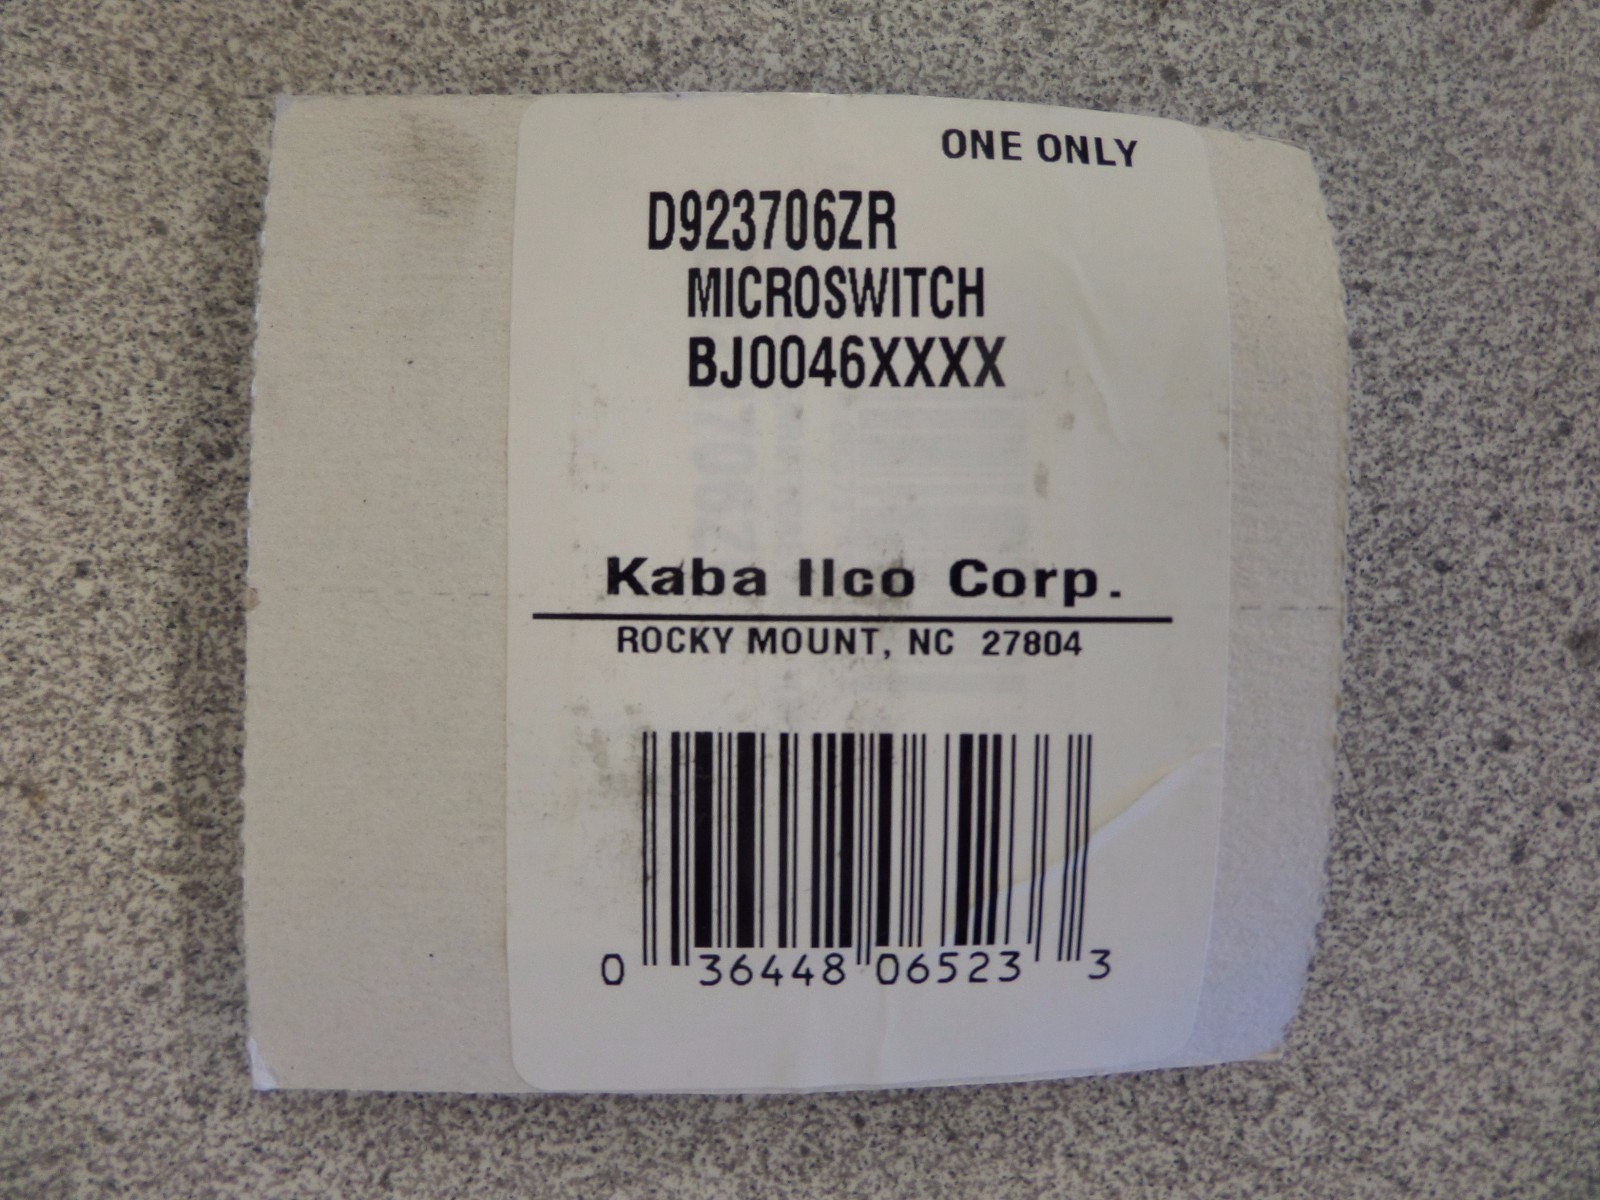 ONE ONLY
D923706ZR
MICROSWITCH
BJ0046XXXX
Kaba Ilco Corp.
ROCKY MOUNT, NC 27804
0 36448 06523 3